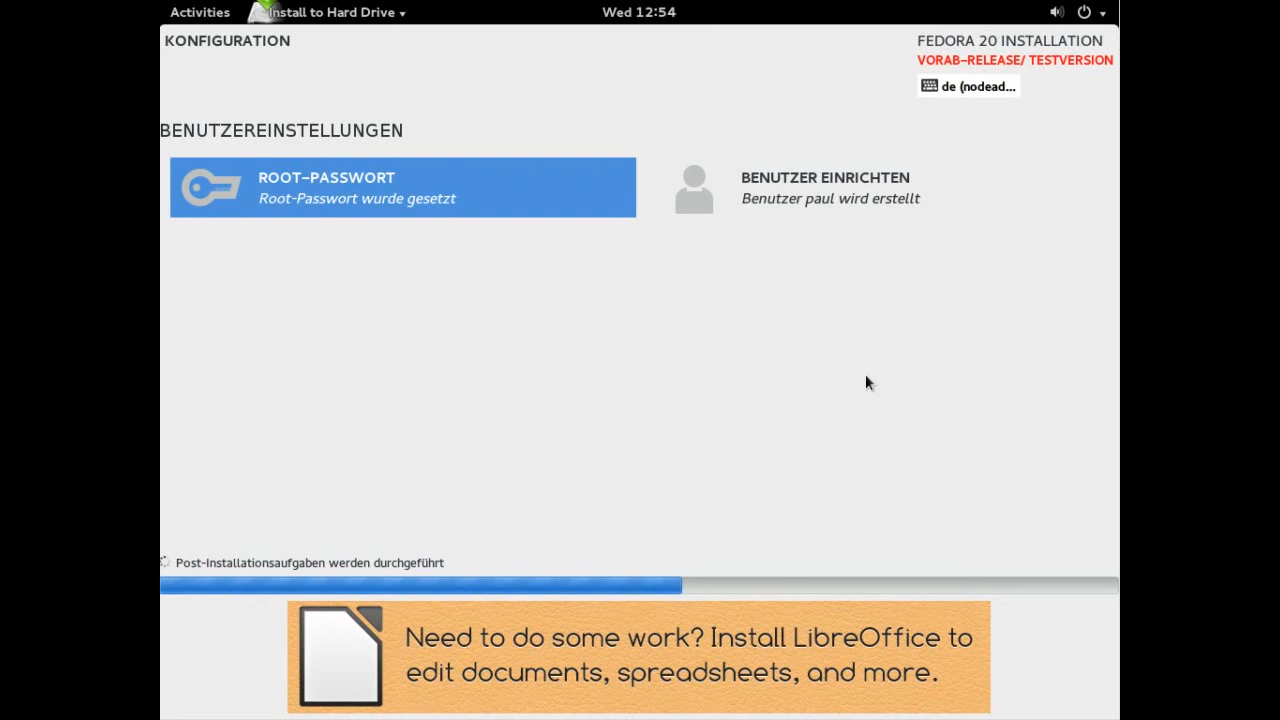 Activities Install to Hard Drive Wed 12:54
KONFIGURATION
FEDORA 20 INSTALLATION
VORAB-RELEASE/ TESTVERSION
de (nodead...
BENUTZEREINSTELLUNGEN
ROOT-PASSWORT
Root-Passwort wurde gesetzt
BENUTZER EINRICHTEN
Benutzer paul wird erstellt
Post-Installationsaufgaben werden durchgeführt
Need to do some work? Install LibreOffice to
edit documents, spreadsheets, and more.